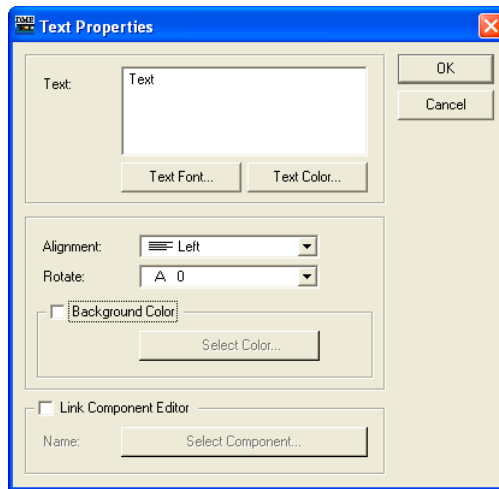 DME
Text Properties
Text:
Text
OK
Cancel
Text Font...
Text Color...
Alignment:
Left
Rotate:
A 0
Background Color
Select Color...
Link Component Editor
Name:
Select Component...